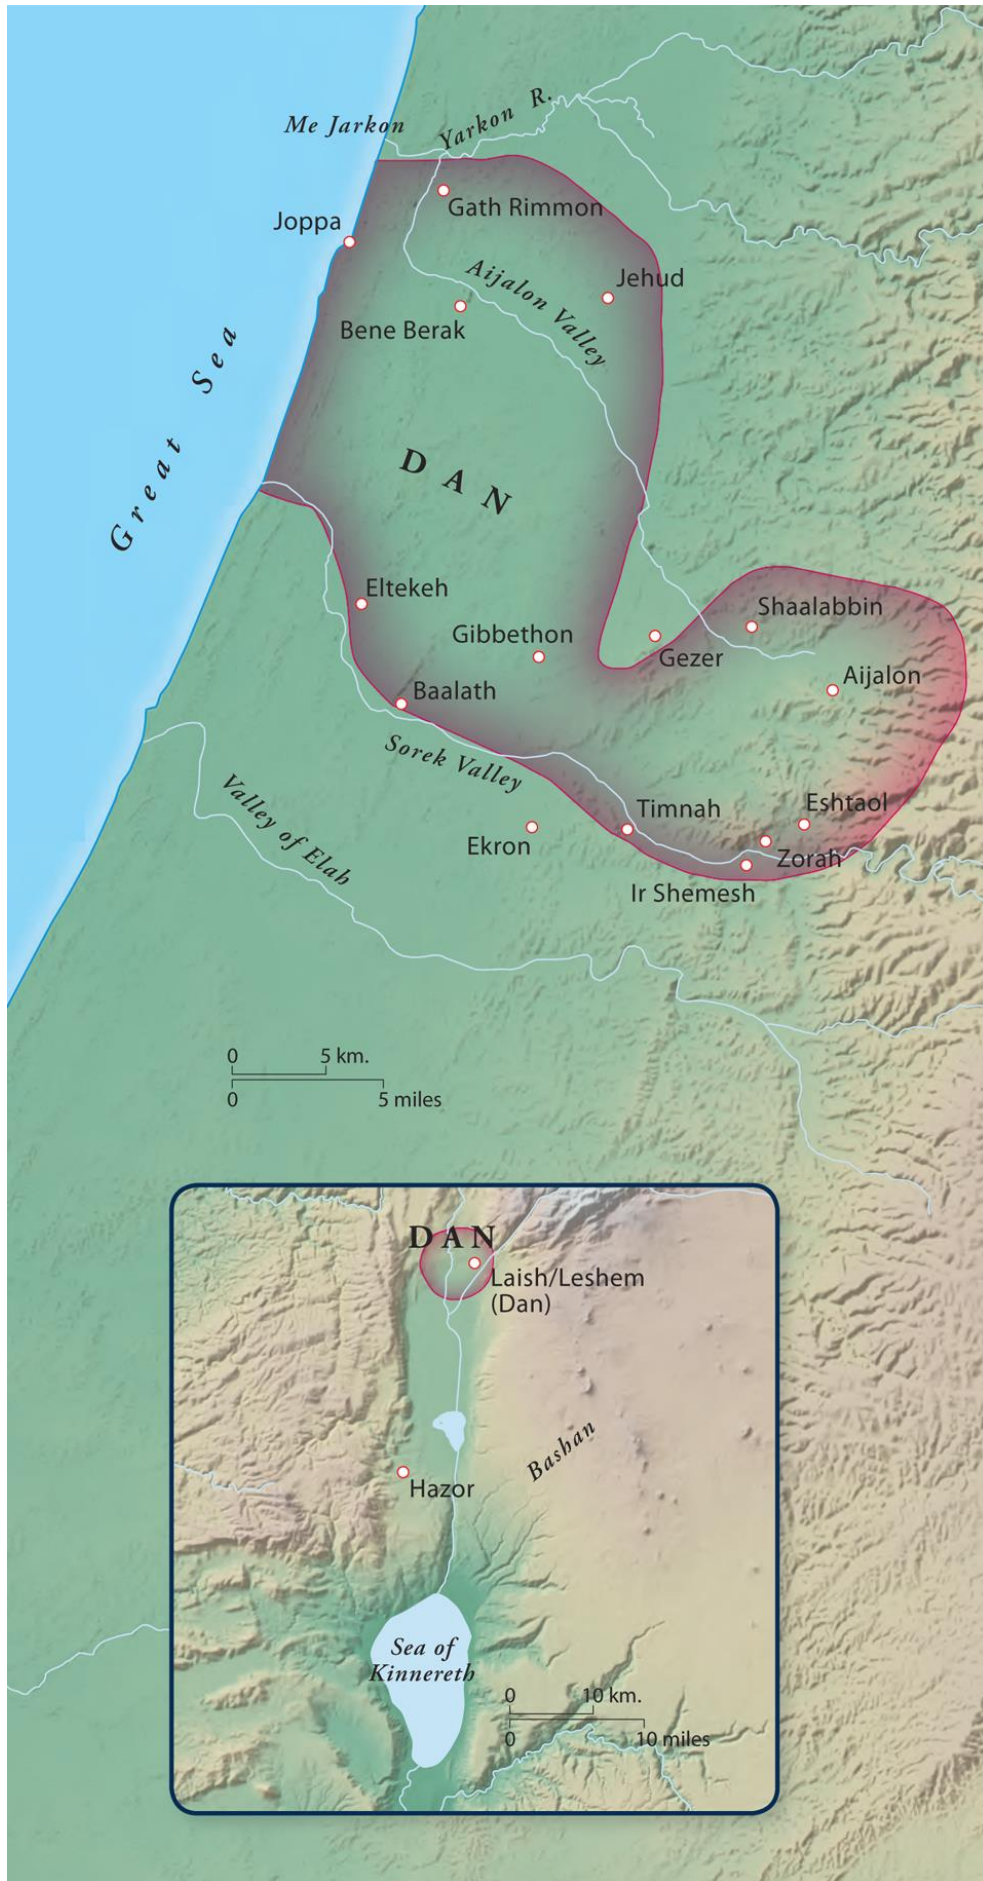 Me Jarkon
Yarkon R.
Gath Rimmon
Joppa
Aijalon Valley
Jehud
Bene Berak
Great Sea
DAN
Eltekeh
Shaalabbin
Gibbethon
Gezer
Aijalon
Baalath
Sorek Valley
Valley of Elah
Timnah
Eshtaol
Ekron
Zorah
Ir Shemesh
0 5 km.
0 5 miles
DAN
Laish/Leshem
(Dan)
Bashan
Hazor
Sea of
Kinnereth
0 10 km.
0 10 miles